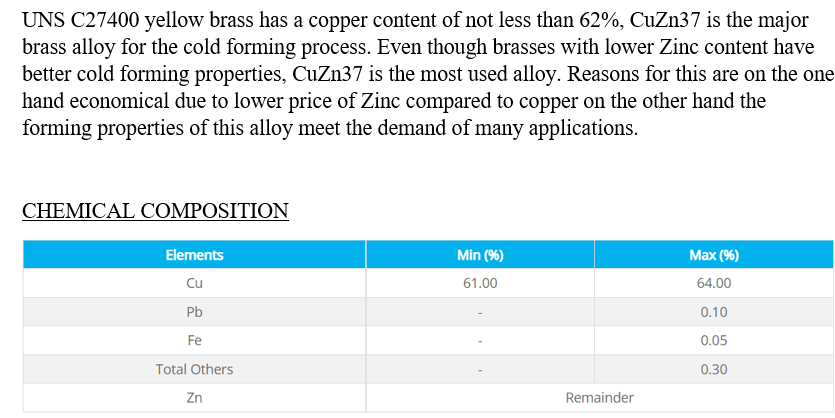 UNS C27400 yellow brass has a copper content of not less than 62%, CuZn37 is the major
brass alloy for the cold forming process. Even though brasses with lower Zinc content have
better cold forming properties, CuZn37 is the most used alloy. Reasons for this are on the one
hand economical due to lower price of Zinc compared to copper on the other hand the
forming properties of this alloy meet the demand of many applications.
CHEMICAL COMPOSITION
Elements Min (%) Max (%)
Cu 61.00 64.00
Pb - 0.10
Fe - 0.05
Total Others - 0.30
Zn Remainder